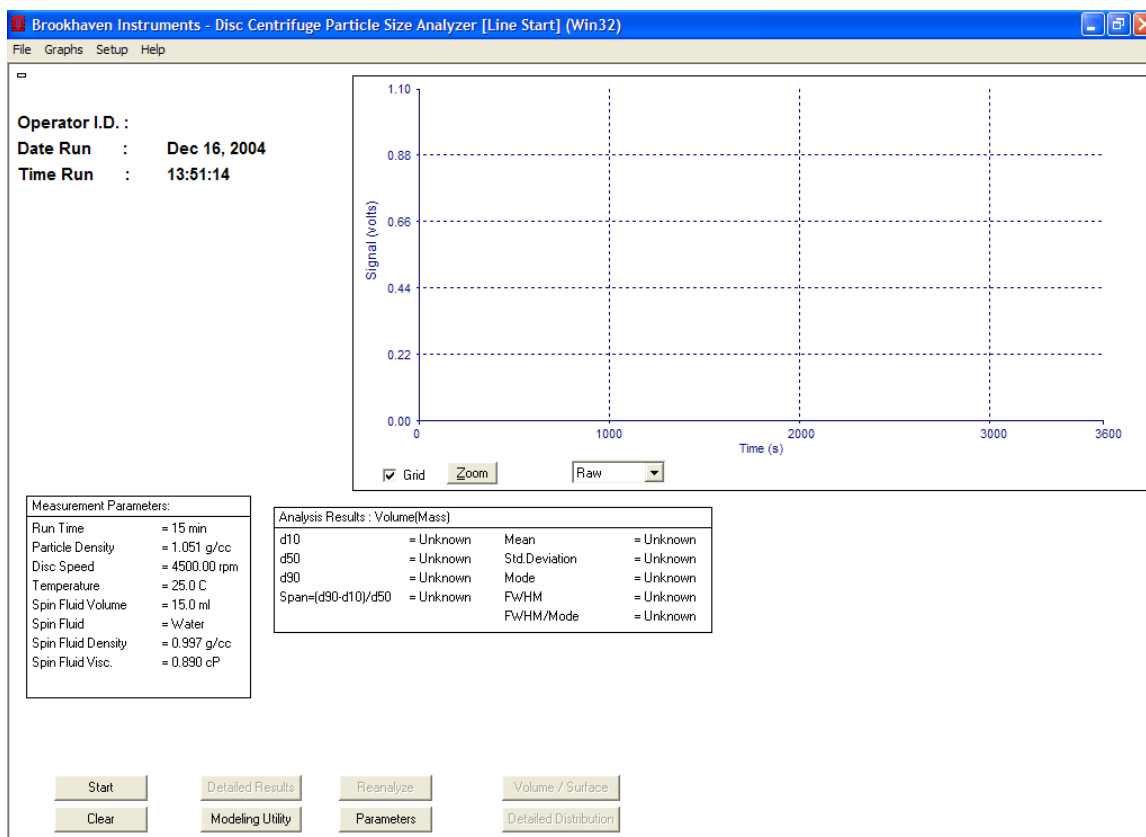 Brookhaven Instruments - Disc Centrifuge Particle Size Analyzer [Line Start] (Win32)
File Graphs Setup Help
Operator I.D. :
Date Run : Dec 16, 2004
Time Run : 13:51:14
1.10
0.88
0.66
0.44
0.22
0.00
Signal (volts)
0 1000 2000 3000 3600
Time (s)
Grid Zoom Raw
Measurement Parameters:
Run Time = 15 min
Particle Density = 1.051 g/cc
Disc Speed = 4500.00 rpm
Temperature = 25.0 C
Spin Fluid Volume = 15.0 ml
Spin Fluid = Water
Spin Fluid Density = 0.997 g/cc
Spin Fluid Visc. = 0.890 cP
Analysis Results : Volume(Mass)
d10 = Unknown Mean = Unknown
d50 = Unknown Std.Deviation = Unknown
d90 = Unknown Mode = Unknown
Span=(d90-d10)/d50 = Unknown FWHM = Unknown
FWHM/Mode = Unknown
Start Detailed Results Reanalyze Volume / Surface
Clear Modeling Utility Parameters Detailed Distribution